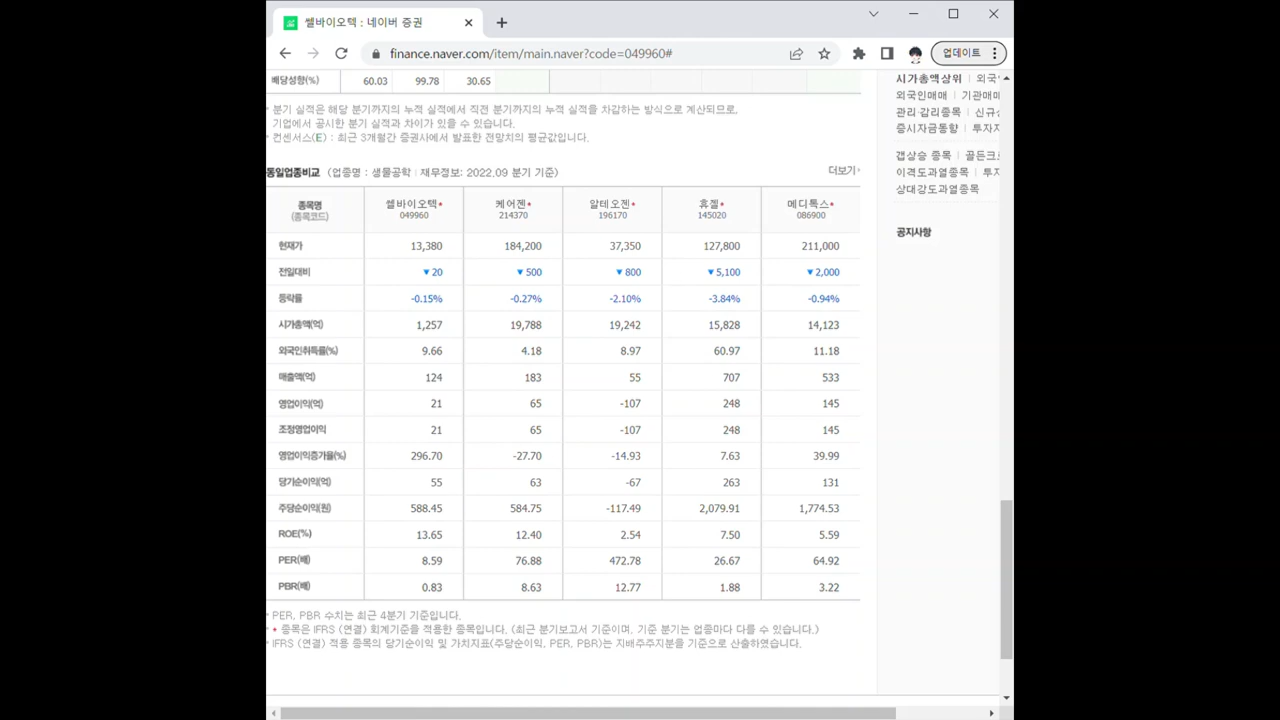 쎌바이오텍 : 네이버 증권
finance.naver.com/item/main.naver?code=049960#
업데이트
배당성향(%) 60.03 99.78 30.65
* 분기 실적은 해당 분기까지의 누적 실적에서 직전 분기까지의 누적 실적을 차감하는 방식으로 계산되므로,
기업에서 공시한 분기 실적과 차이가 있을 수 있습니다.
* 컨센서스(E) : 최근 3개월간 증권사에서 발표한 전망치의 평균값입니다.
동일업종비교 (업종명 : 생물공학 | 재무정보: 2022.09 분기 기준) 더보기
종목명 쎌바이오텍* 케어젠* 알테오젠* 휴젤* 메디톡스*
(종목코드) 049960 214370 196170 145020 086900
현재가 13,380 184,200 37,350 127,800 211,000
전일대비 ▼20 ▼500 ▼800 ▼5,100 ▼2,000
등락률 -0.15% -0.27% -2.10% -3.84% -0.94%
시가총액(억) 1,257 19,788 19,242 15,828 14,123
외국인취득률(%) 9.66 4.18 8.97 60.97 11.18
매출액(억) 124 183 55 707 533
영업이익(억) 21 65 -107 248 145
조정영업이익 21 65 -107 248 145
영업이익증가율(%) 296.70 -27.70 -14.93 7.63 39.99
당기순이익(억) 55 63 -67 263 131
주당순이익(원) 588.45 584.75 -117.49 2,079.91 1,774.53
ROE(%) 13.65 12.40 2.54 7.50 5.59
PER(배) 8.59 76.88 472.78 26.67 64.92
PBR(배) 0.83 8.63 12.77 1.88 3.22
* PER, PBR 수치는 최근 4분기 기준입니다.
* * 종목은 IFRS (연결) 회계기준을 적용한 종목입니다. (최근 분기보고서 기준이며, 기준 분기는 업종마다 다를 수 있습니다.)
* IFRS (연결) 적용 종목의 당기순이익 및 가치지표(주당순이익, PER, PBR)는 지배주주지분을 기준으로 산출하였습니다.
시가총액상위 | 외국
외국인매매 | 기관매매
관리·감리종목 | 신규
증시자금동향 | 투자자
갭상승 종목 | 골든크로
이격도과열종목 | 투
상대강도과열종목
공지사항